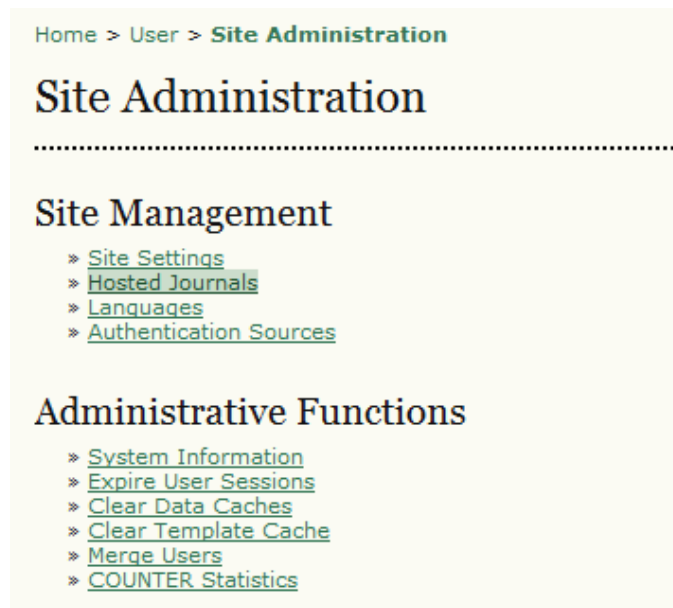 Home > User > Site Administration
Site Administration
Site Management
» Site Settings
» Hosted Journals
» Languages
» Authentication Sources
Administrative Functions
» System Information
» Expire User Sessions
» Clear Data Caches
» Clear Template Cache
» Merge Users
» COUNTER Statistics